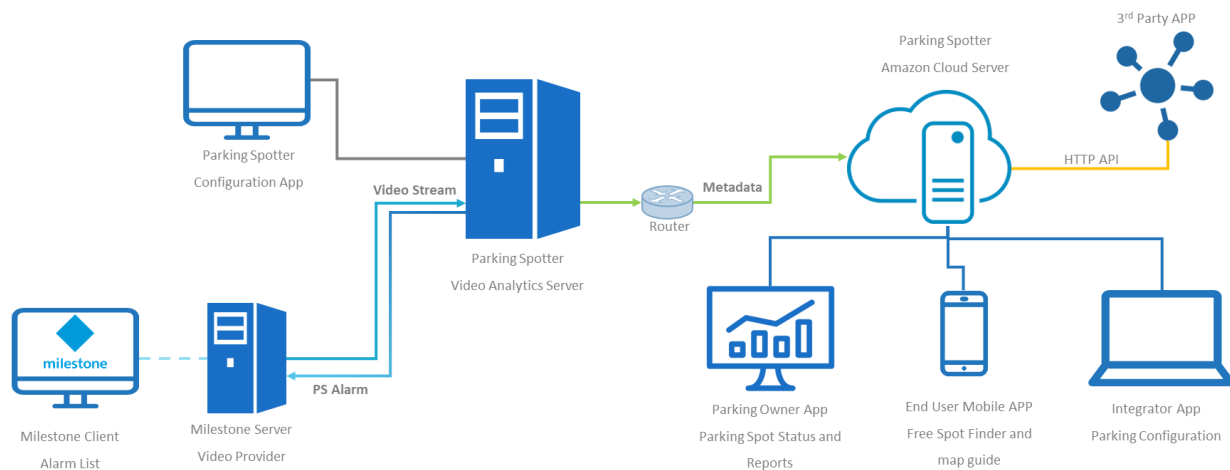 3rd Party APP
Parking Spotter
Amazon Cloud Server
Parking Spotter
Configuration App
Video Stream
Metadata
HTTP API
Router
Parking Spotter
Video Analytics Server
milestone
PS Alarm
Milestone Client
Alarm List
Milestone Server
Video Provider
Parking Owner App
Parking Spot Status and
Reports
End User Mobile APP
Free Spot Finder and
map guide
Integrator App
Parking Configuration